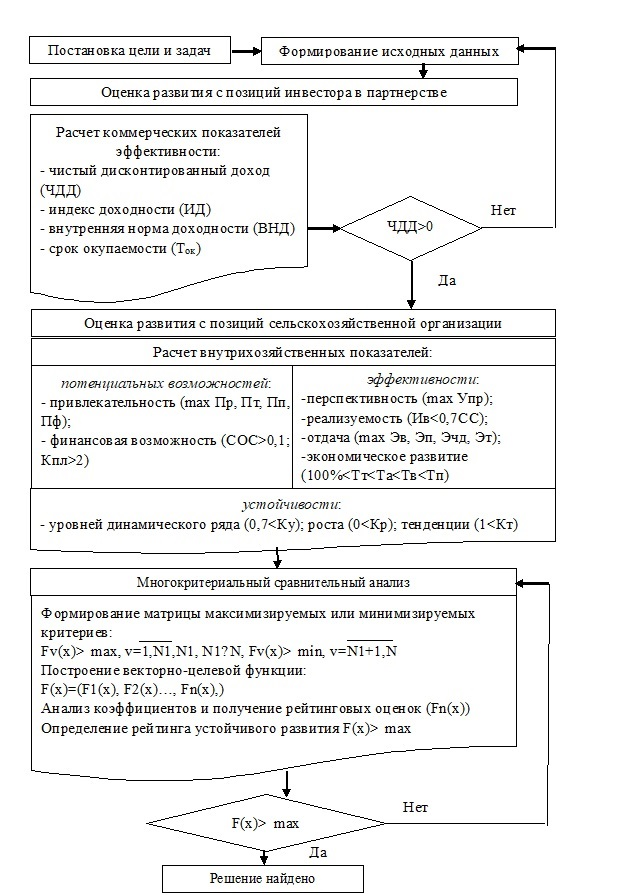 Постановка цели и задач
Формирование исходных данных
Оценка развития с позиций инвестора в партнерстве
Расчет коммерческих показателей
эффективности:
- чистый дисконтированный доход
(ЧДД)
- индекс доходности (ИД)
- внутренняя норма доходности (ВНД)
- срок окупаемости (Ток)
ЧДД>0
Нет
Да
Оценка развития с позиций сельскохозяйственной организации
Расчет внутрихозяйственных показателей:
потенциальных возможностей:
- привлекательность (max Пр, Пт, Пп,
Пф);
- финансовая возможность (СОС>0,1;
Кпл>2)
эффективности:
-перспективность (max Упр);
-реализуемость (Ив<0,7СС);
-отдача (max Эв, Эп, Эчд, Эт);
-экономическое развитие
(100%<Тт<Та<Тв<Тп)
устойчивости:
- уровней динамического ряда (0,7<Ку); роста (0<Кр); тенденции (1<Кт)
Многокритериальный сравнительный анализ
Формирование матрицы максимизируемых или минимизируемых
критериев:
Fv(x)> max, v=1,N1,N1, N1?N, Fv(x)> min, v=N1+1,N
Построение векторно-целевой функции:
F(x)=(F1(x), F2(x)…, Fn(x),)
Анализ коэффициентов и получение рейтинговых оценок (Fn(x))
Определение рейтинга устойчивого развития F(x)> max
F(x)> max
Нет
Да
Решение найдено